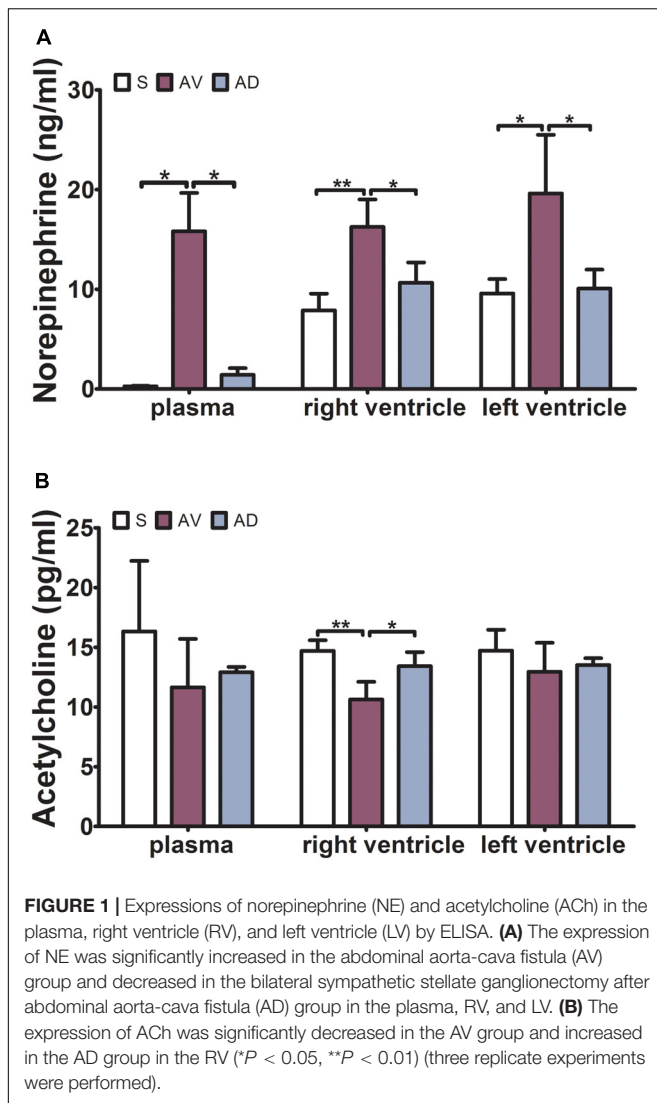 A
S AV AD
Norepinephrine (ng/ml)
30
20
10
0
* * ** * * *
plasma right ventricle left ventricle
B
S AV AD
Acetylcholine (pg/ml)
25
20
15
10
5
0
** *
plasma right ventricle left ventricle
FIGURE 1 | Expressions of norepinephrine (NE) and acetylcholine (ACh) in the
plasma, right ventricle (RV), and left ventricle (LV) by ELISA. (A) The expression
of NE was significantly increased in the abdominal aorta-cava fistula (AV)
group and decreased in the bilateral sympathetic stellate ganglionectomy after
abdominal aorta-cava fistula (AD) group in the plasma, RV, and LV. (B) The
expression of ACh was significantly decreased in the AV group and increased
in the AD group in the RV (*P < 0.05, **P < 0.01) (three replicate experiments
were performed).